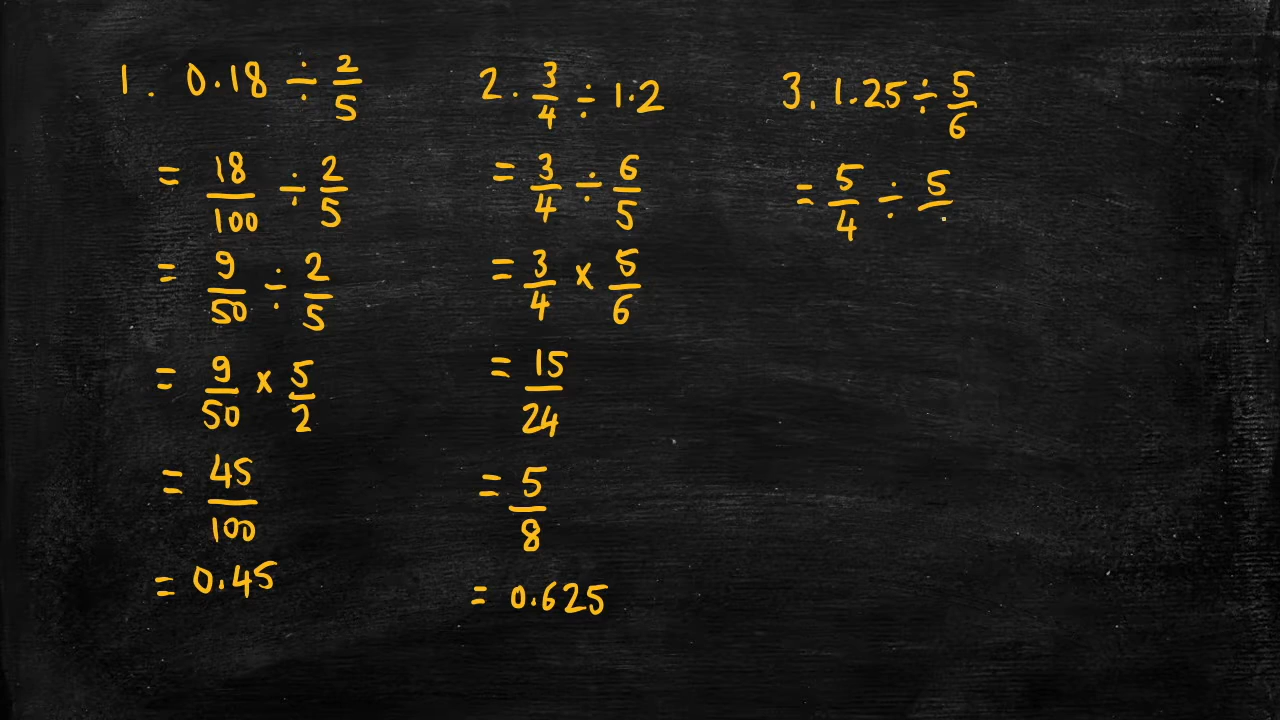 1. 0.18 ÷ 2/5
= 18/100 ÷ 2/5
= 9/50 ÷ 2/5
= 9/50 × 5/2
= 45/100
= 0.45
2. 3/4 ÷ 1.2
= 3/4 ÷ 6/5
= 3/4 × 5/6
= 15/24
= 5/8
= 0.625
3. 1.25 ÷ 5/6
= 5/4 ÷ 5/